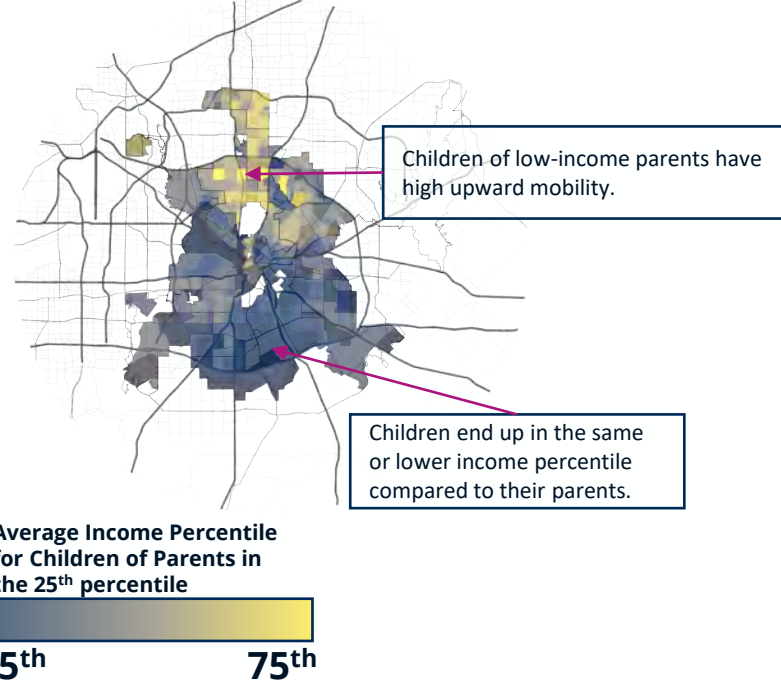 Children of low-income parents have
high upward mobility.
Children end up in the same
or lower income percentile
compared to their parents.
Average Income Percentile
for Children of Parents in
the 25th percentile
5th
75th